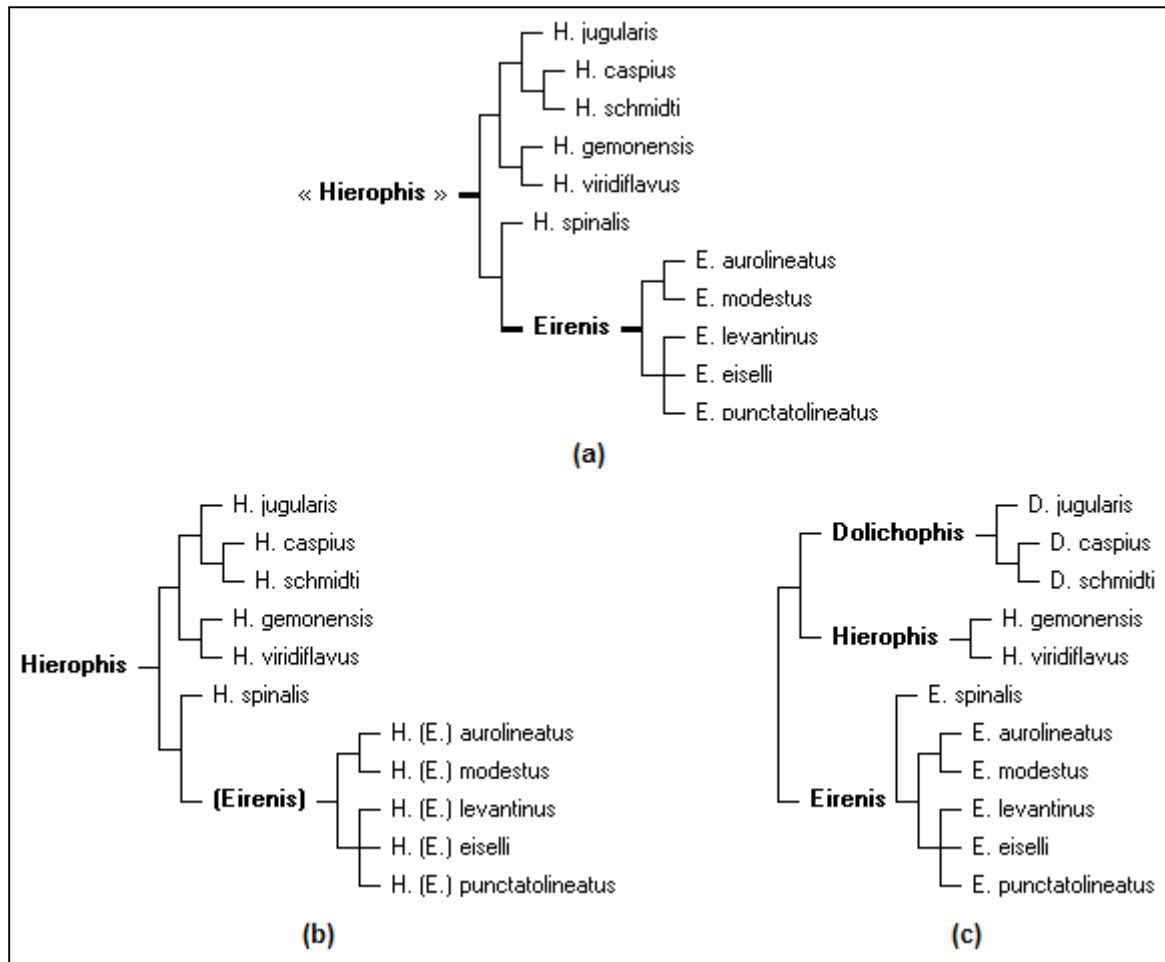 H. jugularis
H. caspius
H. schmidti
H. gemonensis
« Hierophis »
H. viridiflavus
H. spinalis
E. aurolineatus
E. modestus
Eirenis
E. levantinus
E. eiselli
E. punctatolineatus
(a)
H. jugularis
H. caspius
H. schmidti
H. gemonensis
H. viridiflavus
Hierophis
H. spinalis
H. (E.) aurolineatus
H. (E.) modestus
(Eirenis)
H. (E.) levantinus
H. (E.) eiselli
H. (E.) punctatolineatus
(b)
D. jugularis
Dolichophis
D. caspius
D. schmidti
H. gemonensis
Hierophis
H. viridiflavus
E. spinalis
E. aurolineatus
E. modestus
Eirenis
E. levantinus
E. eiselli
E. punctatolineatus
(c)